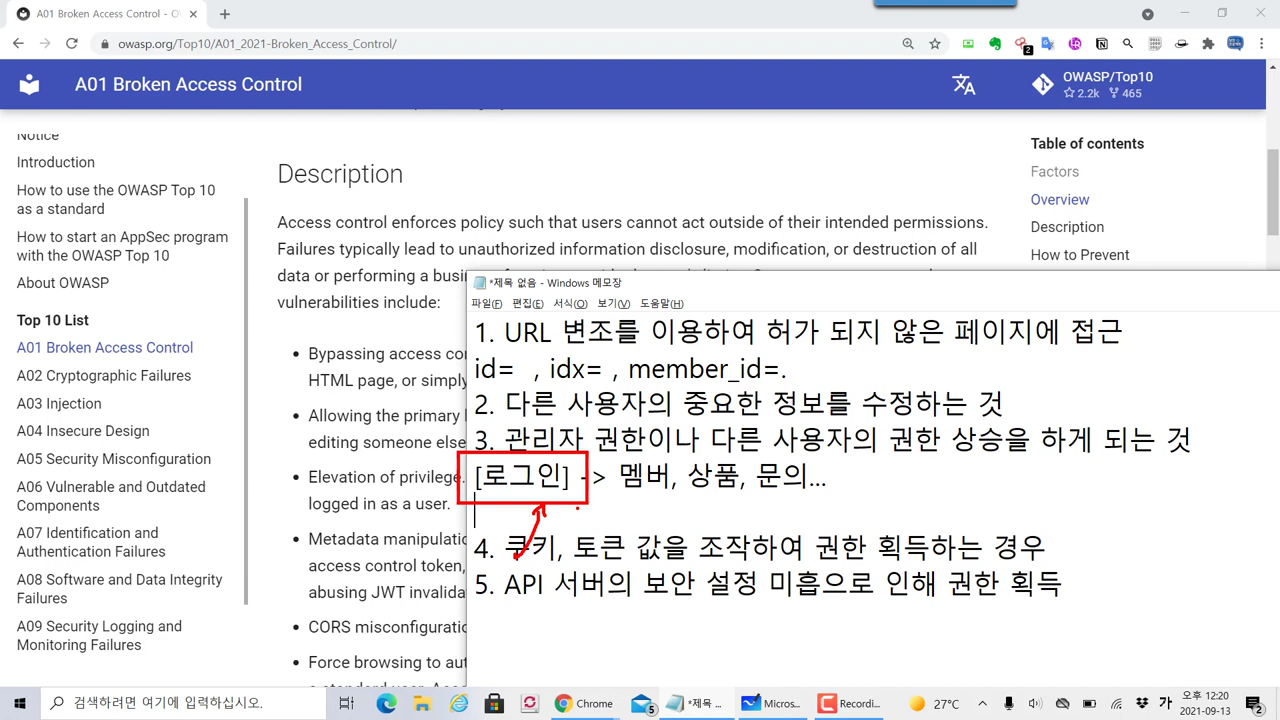 A01 Broken Access Control - O
owasp.org/Top10/A01_2021-Broken_Access_Control/
2
A01 Broken Access Control
OWASP/Top10
2.2k 465
Notice
Introduction
How to use the OWASP Top 10
as a standard
How to start an AppSec program
with the OWASP Top 10
About OWASP
Top 10 List
A01 Broken Access Control
A02 Cryptographic Failures
A03 Injection
A04 Insecure Design
A05 Security Misconfiguration
A06 Vulnerable and Outdated
Components
A07 Identification and
Authentication Failures
A08 Software and Data Integrity
Failures
A09 Security Logging and
Monitoring Failures
Description
Access control enforces policy such that users cannot act outside of their intended permissions.
Failures typically lead to unauthorized information disclosure, modification, or destruction of all
data or performing a busi
vulnerabilities include:
Bypassing access co
HTML page, or simply
Allowing the primary
editing someone else
Elevation of privilege.
logged in as a user.
Metadata manipulatio
access control token,
abusing JWT invalida
CORS misconfiguratio
Force browsing to aut
Table of contents
Factors
Overview
Description
How to Prevent
*제목 없음 - Windows 메모장
파일(F) 편집(E) 서식(O) 보기(V) 도움말(H)
1. URL 변조를 이용하여 허가 되지 않은 페이지에 접근
id= , idx= , member_id=.
2. 다른 사용자의 중요한 정보를 수정하는 것
3. 관리자 권한이나 다른 사용자의 권한 상승을 하게 되는 것
[로그인] -> 멤버, 상품, 문의...
4. 쿠키, 토큰 값을 조작하여 권한 획득하는 경우
5. API 서버의 보안 설정 미흡으로 인해 권한 획득
검색하려면 여기에 입력하십시오.
Chrome
5
*제목 ...
Micros...
Recordi...
27°C
가
오후 12:20
2021-09-13
2